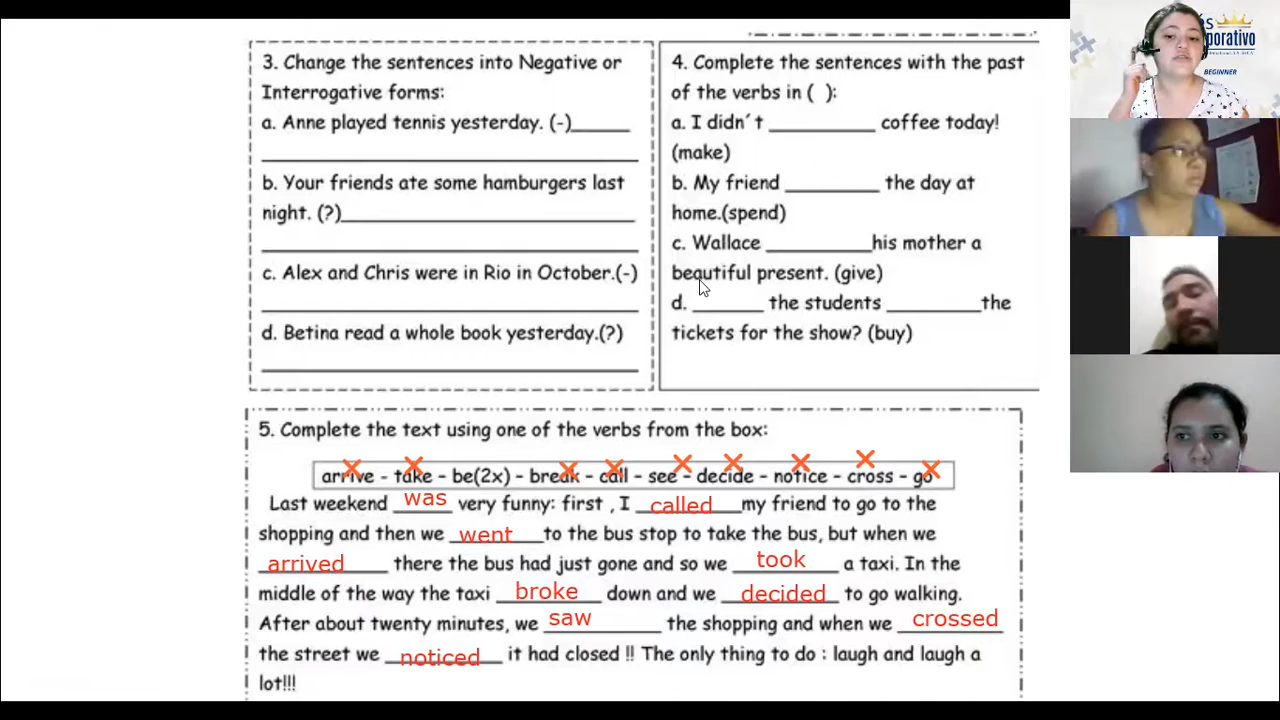 3. Change the sentences into Negative or
Interrogative forms:
a. Anne played tennis yesterday. (-)_____
b. Your friends ate some hamburgers last
night. (?)__________
c. Alex and Chris were in Rio in October.(-)
d. Betina read a whole book yesterday.(?)
4. Complete the sentences with the past
of the verbs in ( ):
a. I didn´t __________ coffee today!
(make)
b. My friend _________ the day at
home.(spend)
c. Wallace __________his mother a
beautiful present. (give)
d. _______ the students _________the
tickets for the show? (buy)
5. Complete the text using one of the verbs from the box:
arrive - take - be(2x) - break - call - see - decide - notice - cross - go
Last weekend was very funny: first , I called my friend to go to the
shopping and then we went to the bus stop to take the bus, but when we
arrived there the bus had just gone and so we took a taxi. In the
middle of the way the taxi broke down and we decided to go walking.
After about twenty minutes, we saw the shopping and when we crossed
the street we noticed it had closed !! The only thing to do : laugh and laugh a
lot!!!
BEGINNER